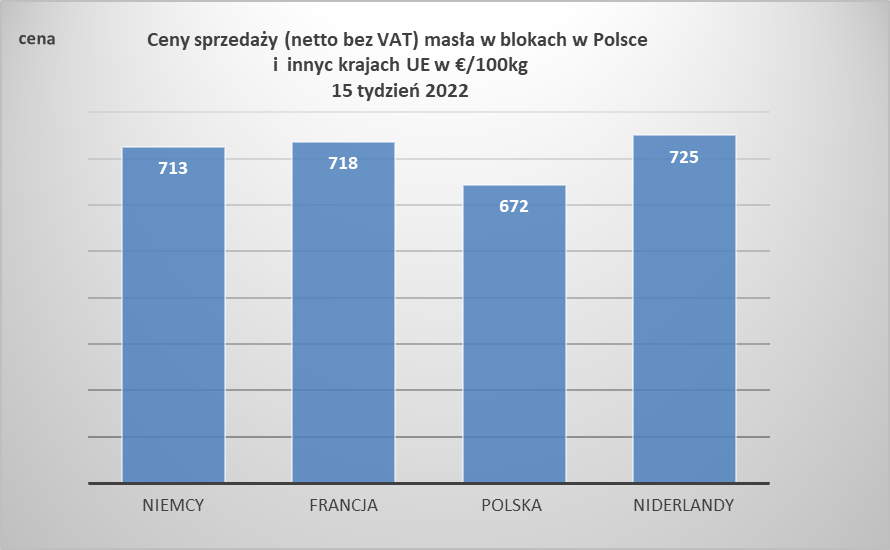 cena
Ceny sprzedaży (netto bez VAT) masła w blokach w Polsce
i innyc krajach UE w €/100kg
15 tydzień 2022
713
718
672
725
NIEMCY
FRANCJA
POLSKA
NIDERLANDY